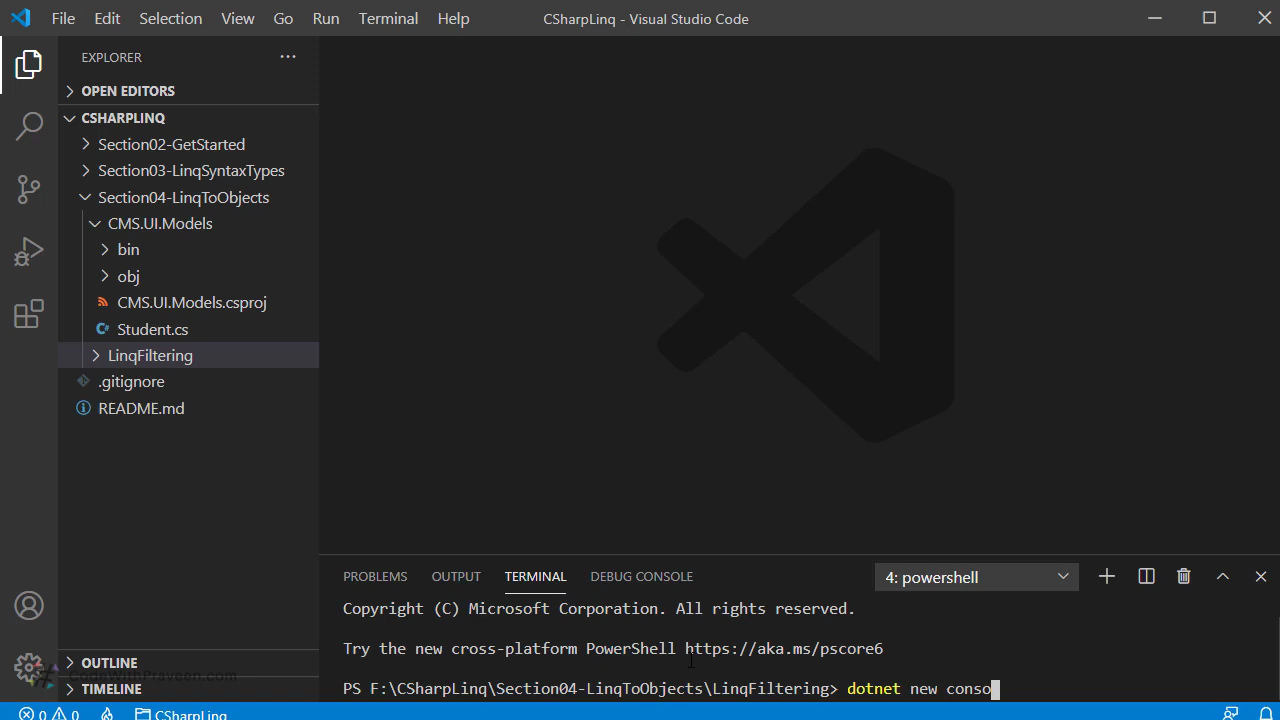 File Edit Selection View Go Run Terminal Help CSharpLinq - Visual Studio Code
EXPLORER
OPEN EDITORS
CSHARPLINQ
Section02-GetStarted
Section03-LinqSyntaxTypes
Section04-LinqToObjects
CMS.UI.Models
bin
obj
CMS.UI.Models.csproj
Student.cs
LinqFiltering
.gitignore
README.md
OUTLINE
CodeWithPraveen.com
TIMELINE
PROBLEMS OUTPUT TERMINAL DEBUG CONSOLE 4: powershell
Copyright (C) Microsoft Corporation. All rights reserved.
Try the new cross-platform PowerShell https://aka.ms/pscore6
PS F:\CSharpLinq\Section04-LinqToObjects\LinqFiltering> dotnet new conso
0 0 CSharpLinq